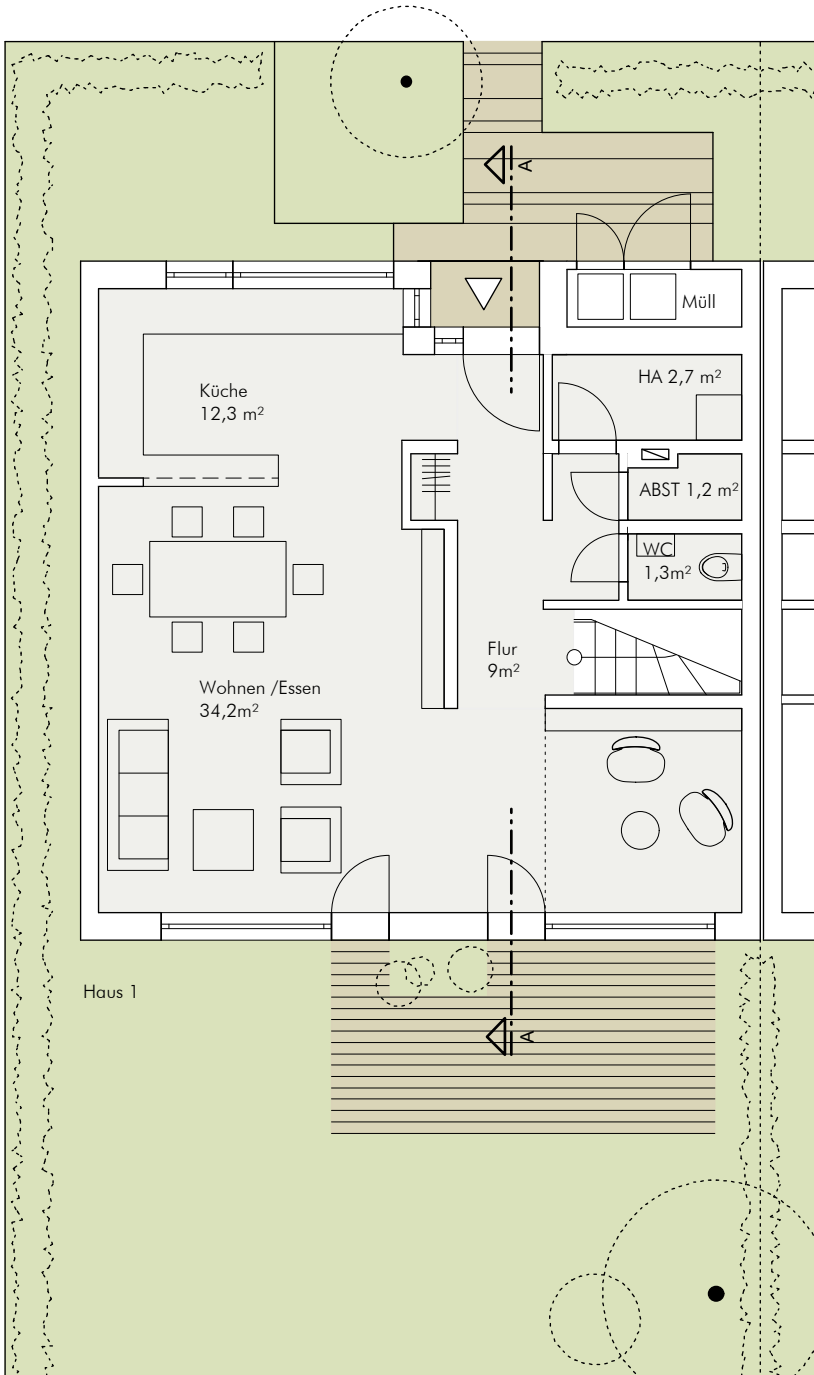 A
Müll
HA 2,7 m²
Küche
12,3 m²
ABST 1,2 m²
WC
1,3m²
Flur
9m²
Wohnen /Essen
34,2m²
Haus 1
A